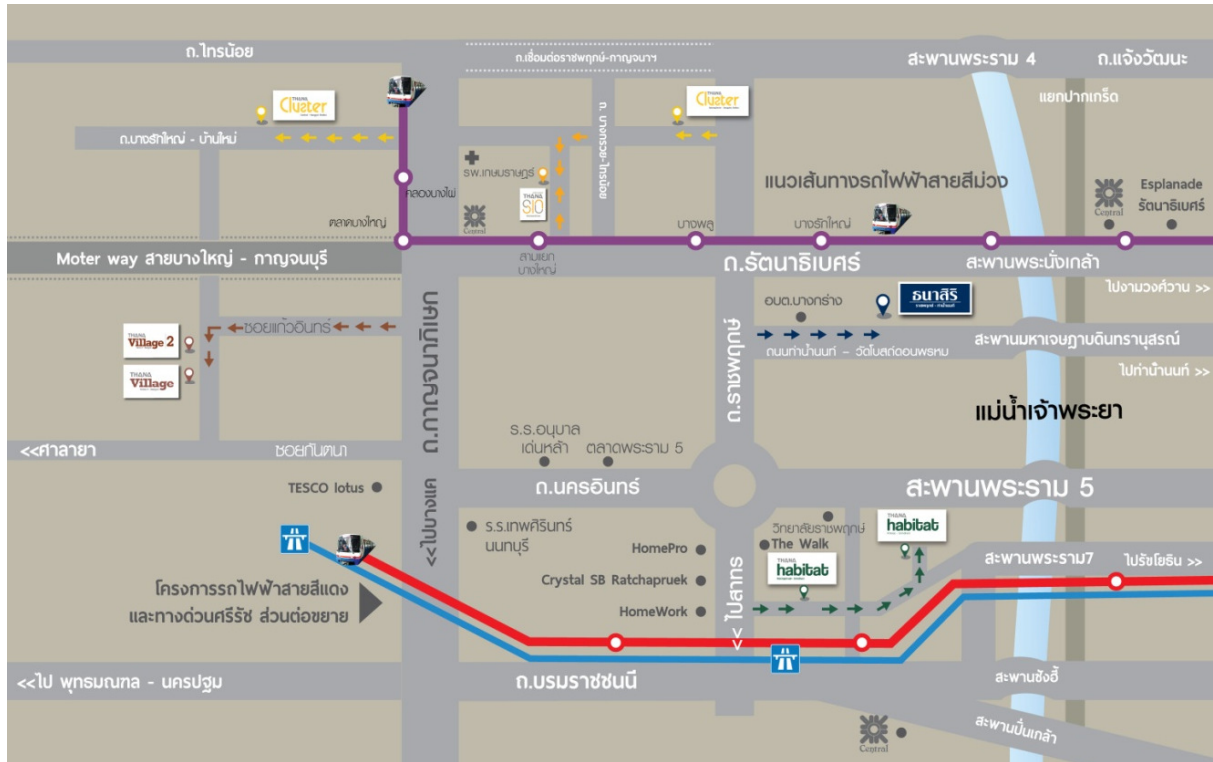 ถ.ไทรน้อย
ถ.เชื่อมต่อราชพฤกษ์-กาญจนาฯ
สะพานพระราม 4
ถ.แจ้งวัฒนะ
แยกปากเกร็ด
THANA
Cluster
THANA
Cluster
ถ.บางรักใหญ่ - บ้านใหม่
ถ. บางกรวย-ไทรน้อย
รพ.เกษมราษฎร์
THANA
SIO
คลองบางไผ่
ตลาดบางใหญ่
Central
แนวเส้นทางรถไฟฟ้าสายสีม่วง
Esplanade
รัตนาธิเบศร์
Central
บางพลู
บางรักใหญ่
สามแยก
บางใหญ่
Moter way สายบางใหญ่ - กาญจนบุรี
ถ.รัตนาธิเบศร์
สะพานพระนั่งเกล้า
ไปงามวงศ์วาน >>
อบต.บางกร่าง
ธนาสิริ
ซอยแก้วอินทร์
THANA
Village 2
THANA
Village
ถ.กาญจนาภิเษก
ถ.ราชพฤกษ์
ถนนท่าน้ำนนท์ - วัดโบสถ์ดอนพรหม
สะพานมหาเจษฎาบดินทรานุสรณ์
ไปท่าน้ำนนท์ >>
แม่น้ำเจ้าพระยา
<<ศาลายา
ซอยกันตนา
ร.ร.อนุบาล
เด่นหล้า
ตลาดพระราม 5
TESCO lotus
ถ.นครอินทร์
สะพานพระราม 5
<<ไปบางแค
ร.ร.เทพศิรินทร์
นนทบุรี
วิทยาลัยราชพฤกษ์
The Walk
THANA
habitat
THANA
habitat
HomePro
Crystal SB Ratchapruek
HomeWork
<< ไปสาทร
สะพานพระราม7
ไปรัชโยธิน >>
โครงการรถไฟฟ้าสายสีแดง
และทางด่วนศรีรัช ส่วนต่อขยาย
<<ไป พุทธมณฑล - นครปฐม
ถ.บรมราชชนนี
สะพานซังฮี้
สะพานปิ่นเกล้า
Central